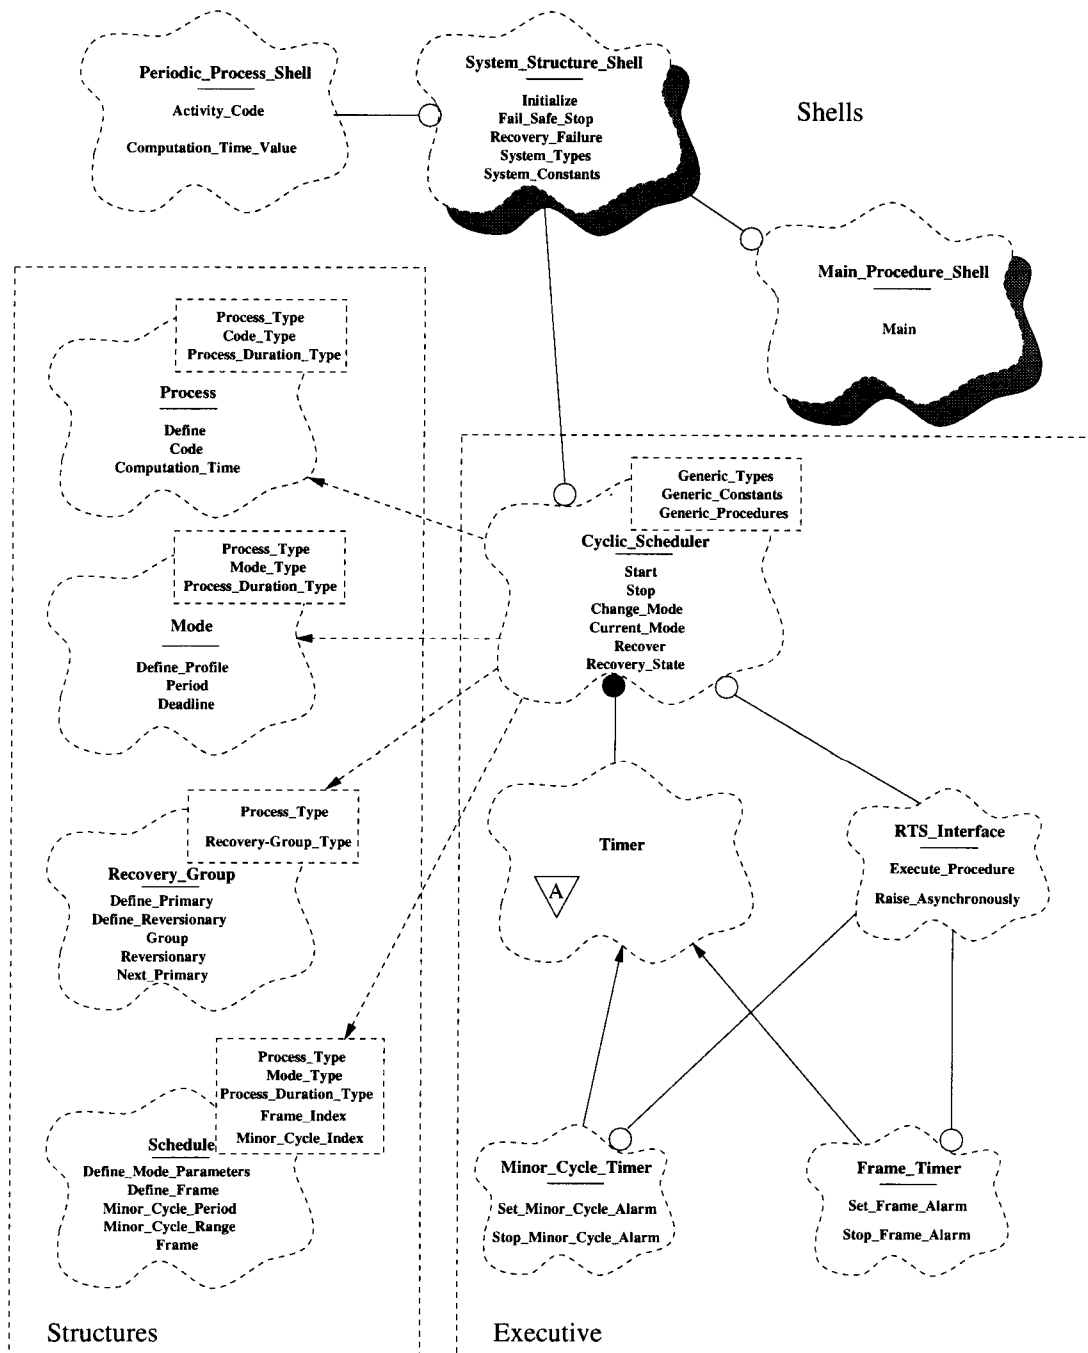 Periodic_Process_Shell
Activity_Code
Computation_Time_Value
System_Structure_Shell
Initialize
Fail_Safe_Stop
Recovery_Failure
System_Types
System_Constants
Shells
Main_Procedure_Shell
Main
Process_Type
Code_Type
Process_Duration_Type
Process
Define
Code
Computation_Time
Process_Type
Mode_Type
Process_Duration_Type
Mode
Define_Profile
Period
Deadline
Process_Type
Recovery-Group_Type
Recovery_Group
Define_Primary
Define_Reversionary
Group
Reversionary
Next_Primary
Process_Type
Mode_Type
Process_Duration_Type
Frame_Index
Minor_Cycle_Index
Schedule
Define_Mode_Parameters
Define_Frame
Minor_Cycle_Period
Minor_Cycle_Range
Frame
Structures
Generic_Types
Generic_Constants
Generic_Procedures
Cyclic_Scheduler
Start
Stop
Change_Mode
Current_Mode
Recover
Recovery_State
Timer
A
RTS_Interface
Execute_Procedure
Raise_Asynchronously
Minor_Cycle_Timer
Set_Minor_Cycle_Alarm
Stop_Minor_Cycle_Alarm
Frame_Timer
Set_Frame_Alarm
Stop_Frame_Alarm
Executive